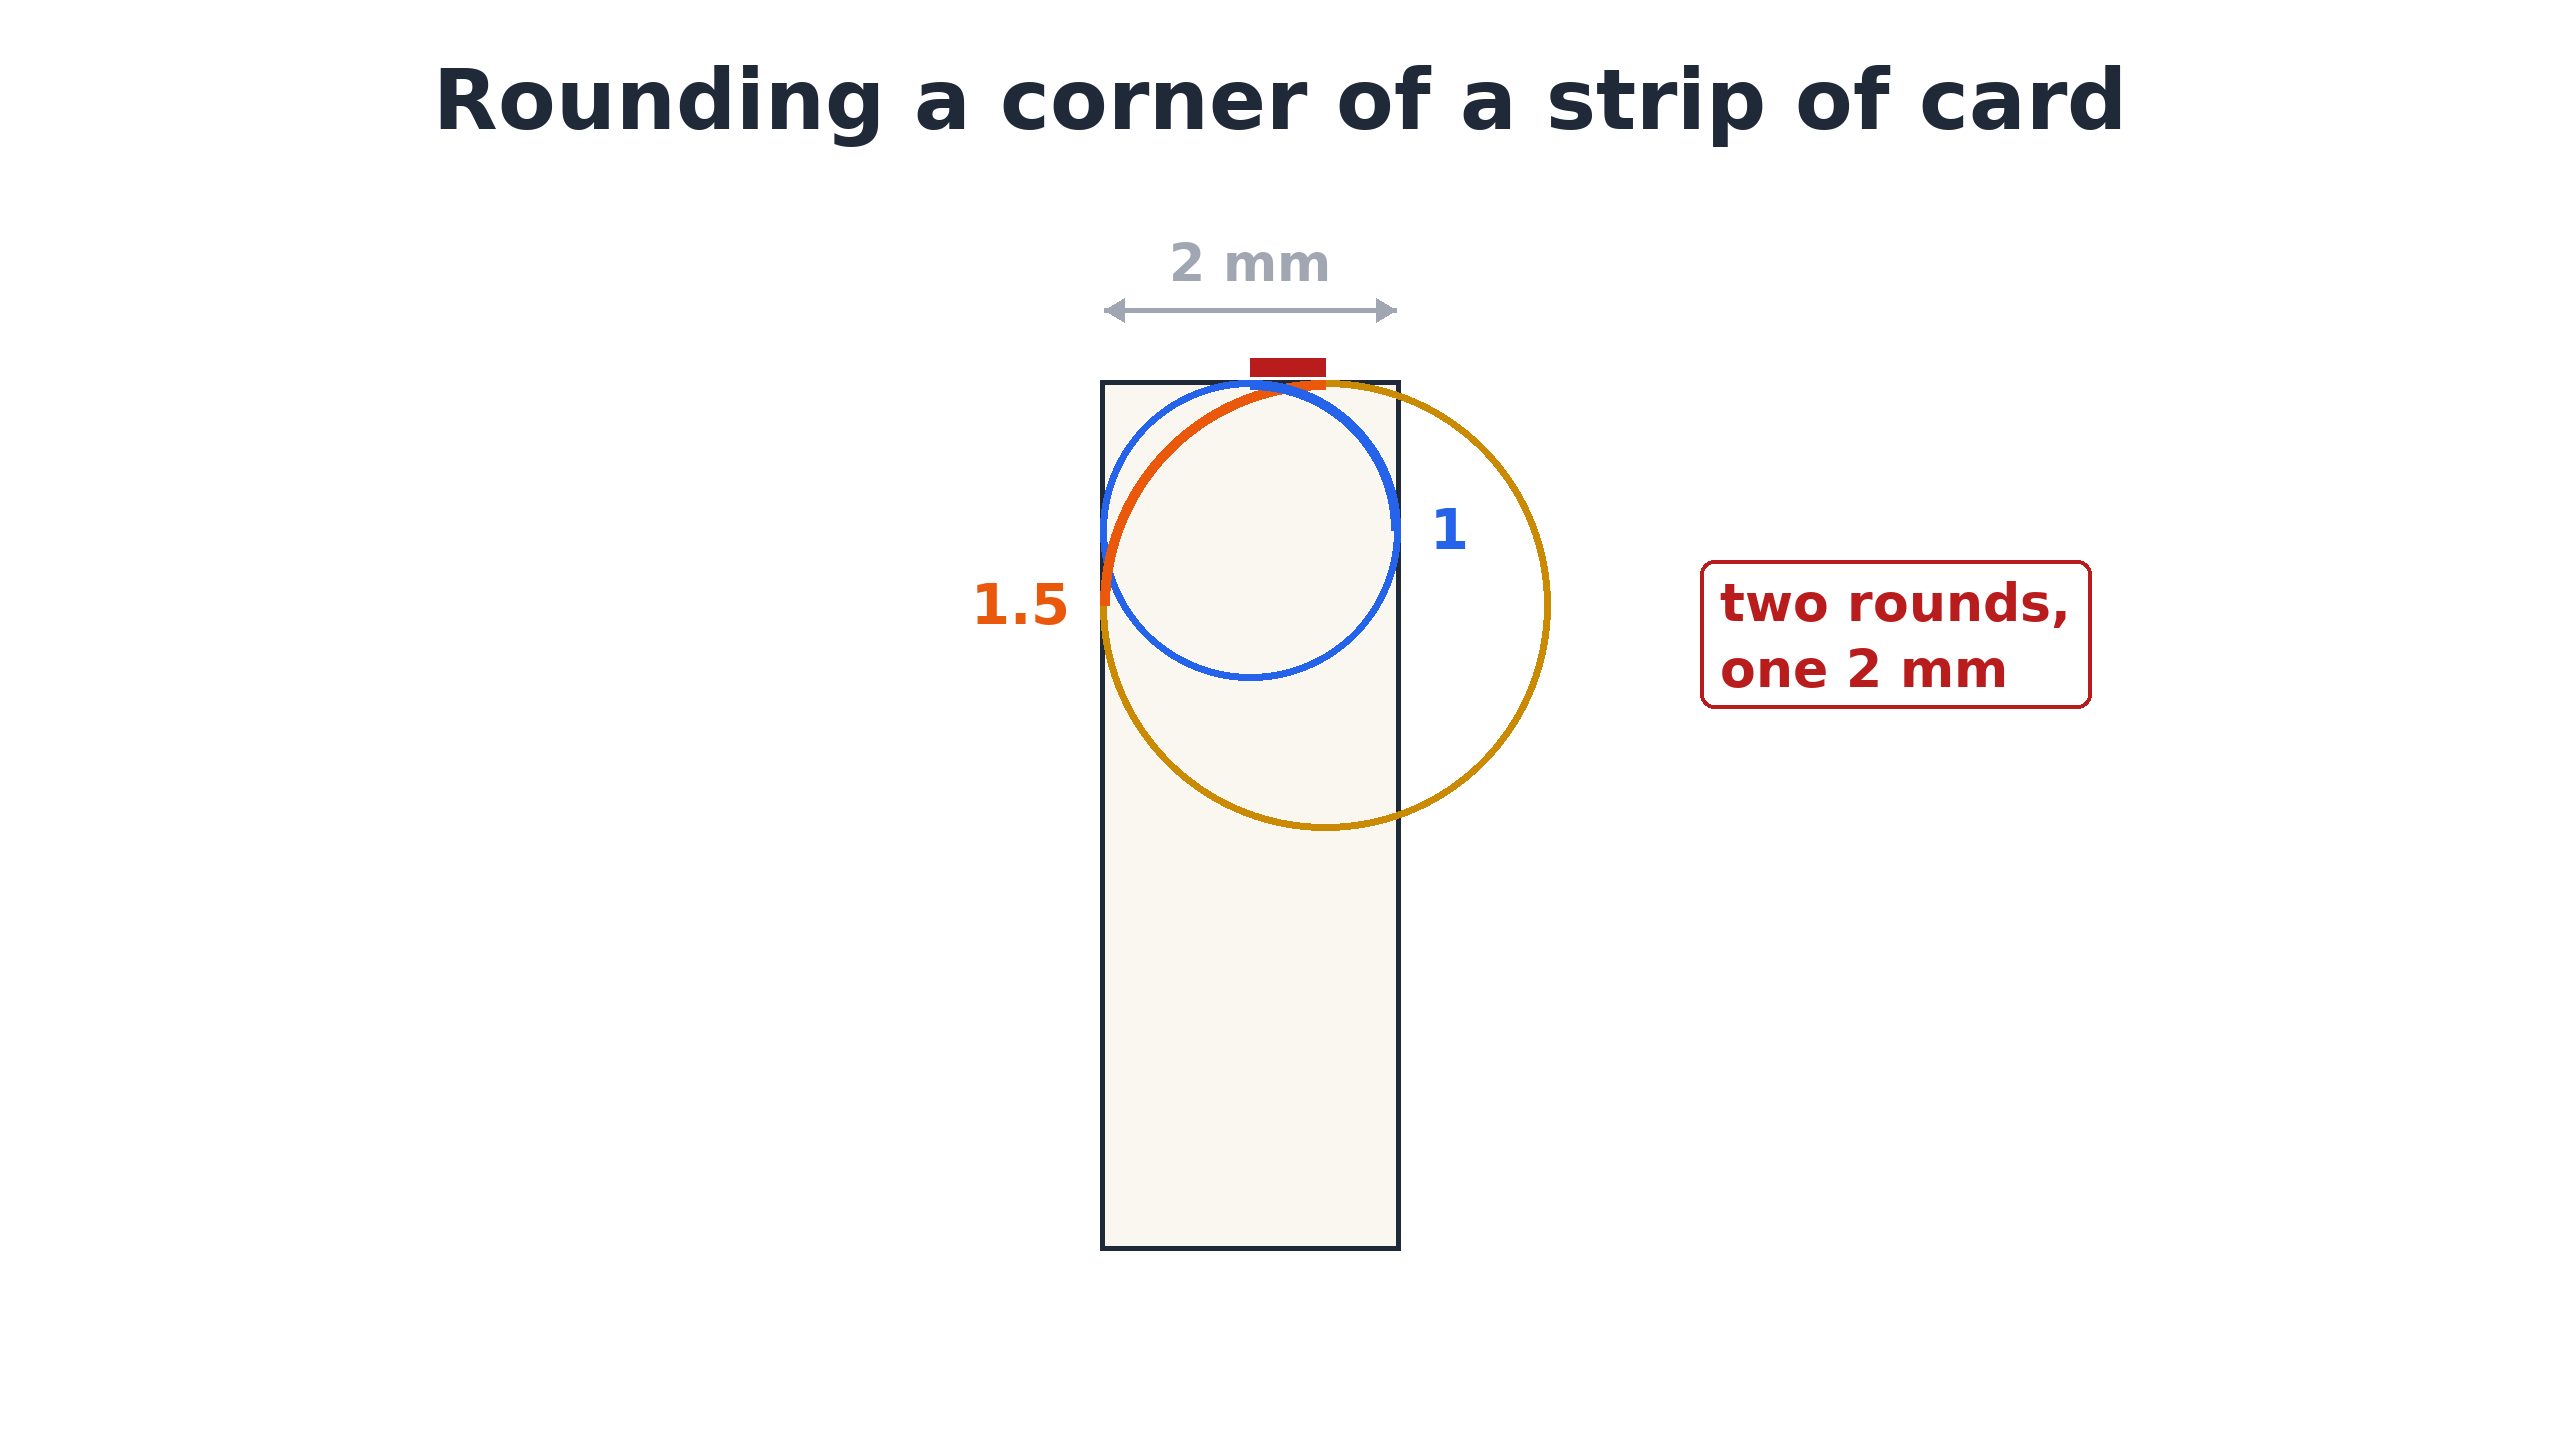 Rounding a corner of a strip of card
2 mm
1
1.5
two rounds,
one 2 mm